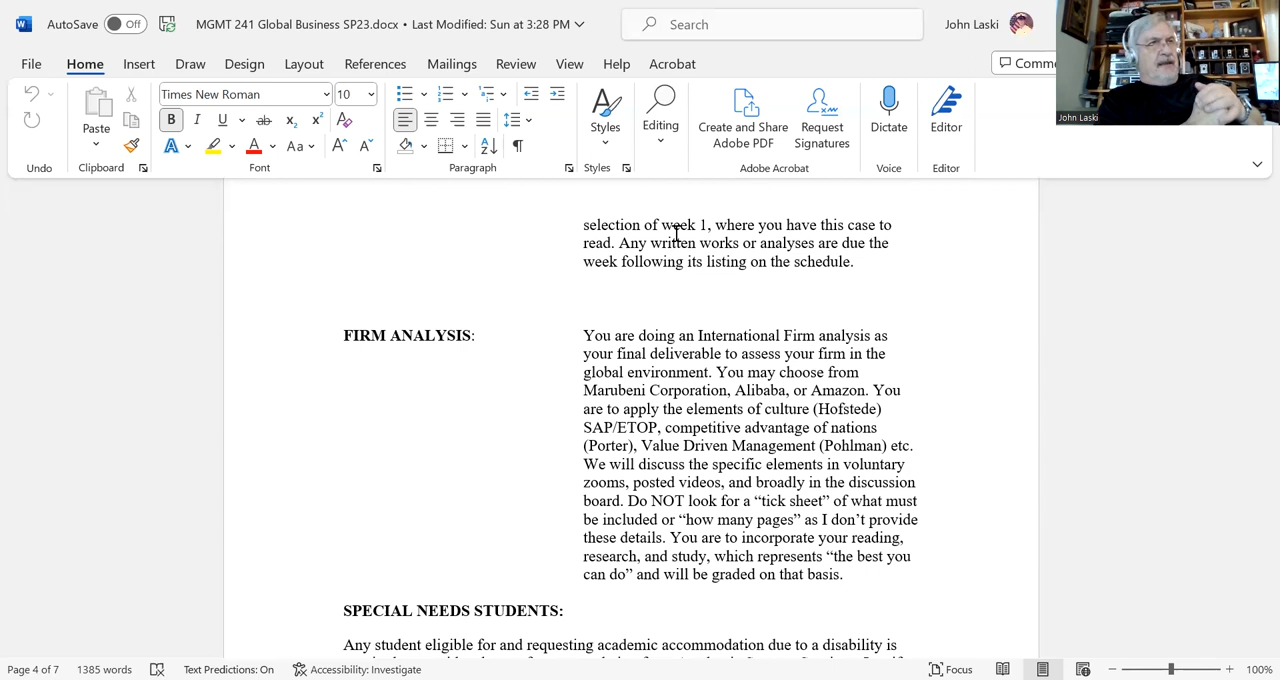 AutoSave Off MGMT 241 Global Business SP23.docx • Last Modified: Sun at 3:28 PM Search John Laski
File Home Insert Draw Design Layout References Mailings Review View Help Acrobat Comme
Times New Roman 10
Paste Styles Editing Create and Share Adobe PDF Request Signatures Dictate Editor
Undo Clipboard Font Paragraph Styles Adobe Acrobat Voice Editor
John Laski
selection of week 1, where you have this case to
read. Any written works or analyses are due the
week following its listing on the schedule.
FIRM ANALYSIS: You are doing an International Firm analysis as
your final deliverable to assess your firm in the
global environment. You may choose from
Marubeni Corporation, Alibaba, or Amazon. You
are to apply the elements of culture (Hofstede)
SAP/ETOP, competitive advantage of nations
(Porter), Value Driven Management (Pohlman) etc.
We will discuss the specific elements in voluntary
zooms, posted videos, and broadly in the discussion
board. Do NOT look for a “tick sheet” of what must
be included or “how many pages” as I don’t provide
these details. You are to incorporate your reading,
research, and study, which represents “the best you
can do” and will be graded on that basis.
SPECIAL NEEDS STUDENTS:
Any student eligible for and requesting academic accommodation due to a disability is
Page 4 of 7 1385 words Text Predictions: On Accessibility: Investigate Focus 100%